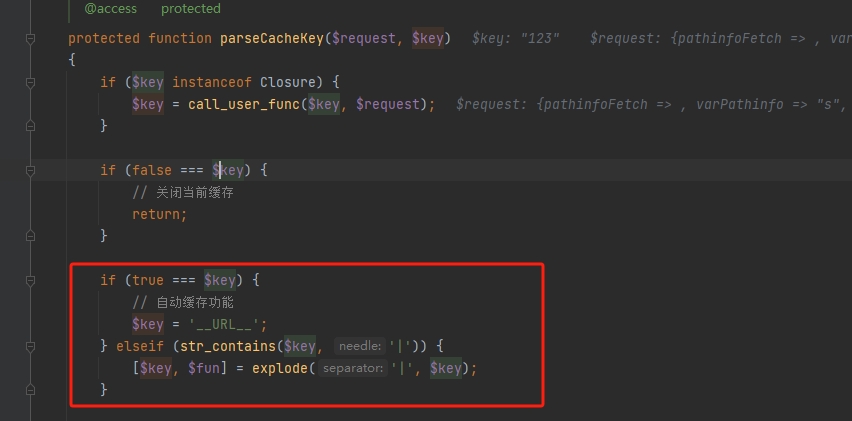 @access    protected
protected function parseCacheKey($request, $key)   $key: "123"    $request: {pathinfoFetch => , var
{
if ($key instanceof Closure) {
$key = call_user_func($key, $request);   $request: {pathinfoFetch => , varPathinfo => "s",
}
if (false === $key) {
// 关闭当前缓存
return;
}
if (true === $key) {
// 自动缓存功能
$key = '__URL__';
} elseif (str_contains($key, needle: '|')) {
[$key, $fun] = explode( separator: '|', $key);
}